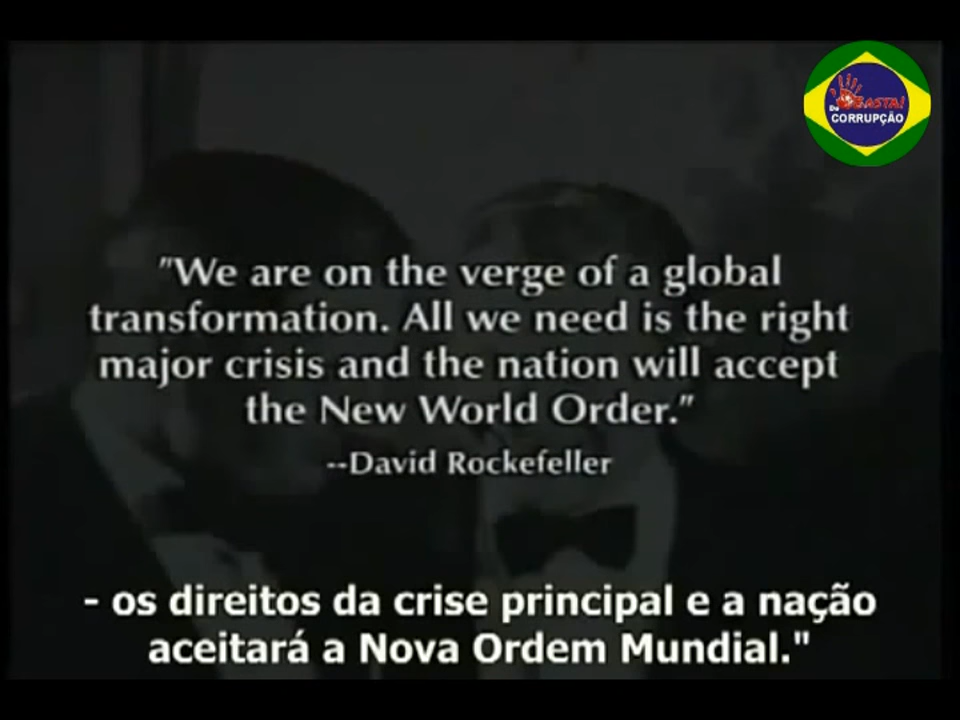 Du BASTA!
CORRUPÇÃO
"We are on the verge of a global
transformation. All we need is the right
major crisis and the nation will accept
the New World Order."
--David Rockefeller
- os direitos da crise principal e a nação
aceitará a Nova Ordem Mundial."